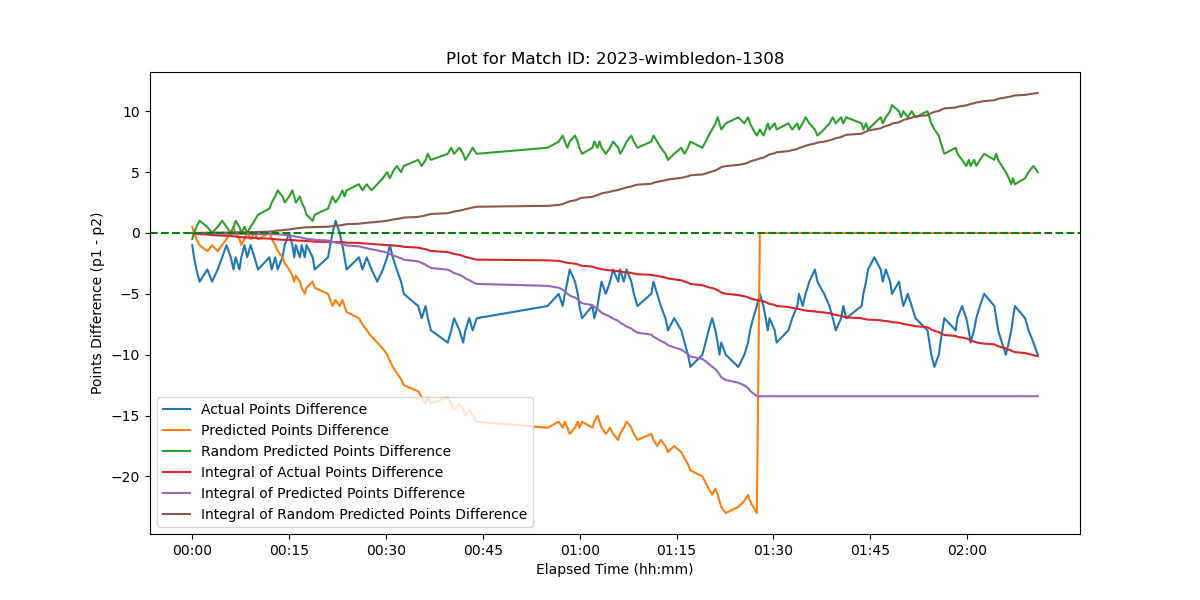 Plot for Match ID: 2023-wimbledon-1308
Points Difference (p1 - p2)
10
5
0
−5
−10
−15
−20
Actual Points Difference
Predicted Points Difference
Random Predicted Points Difference
Integral of Actual Points Difference
Integral of Predicted Points Difference
Integral of Random Predicted Points Difference
00:00 00:15 00:30 00:45 01:00 01:15 01:30 01:45 02:00
Elapsed Time (hh:mm)